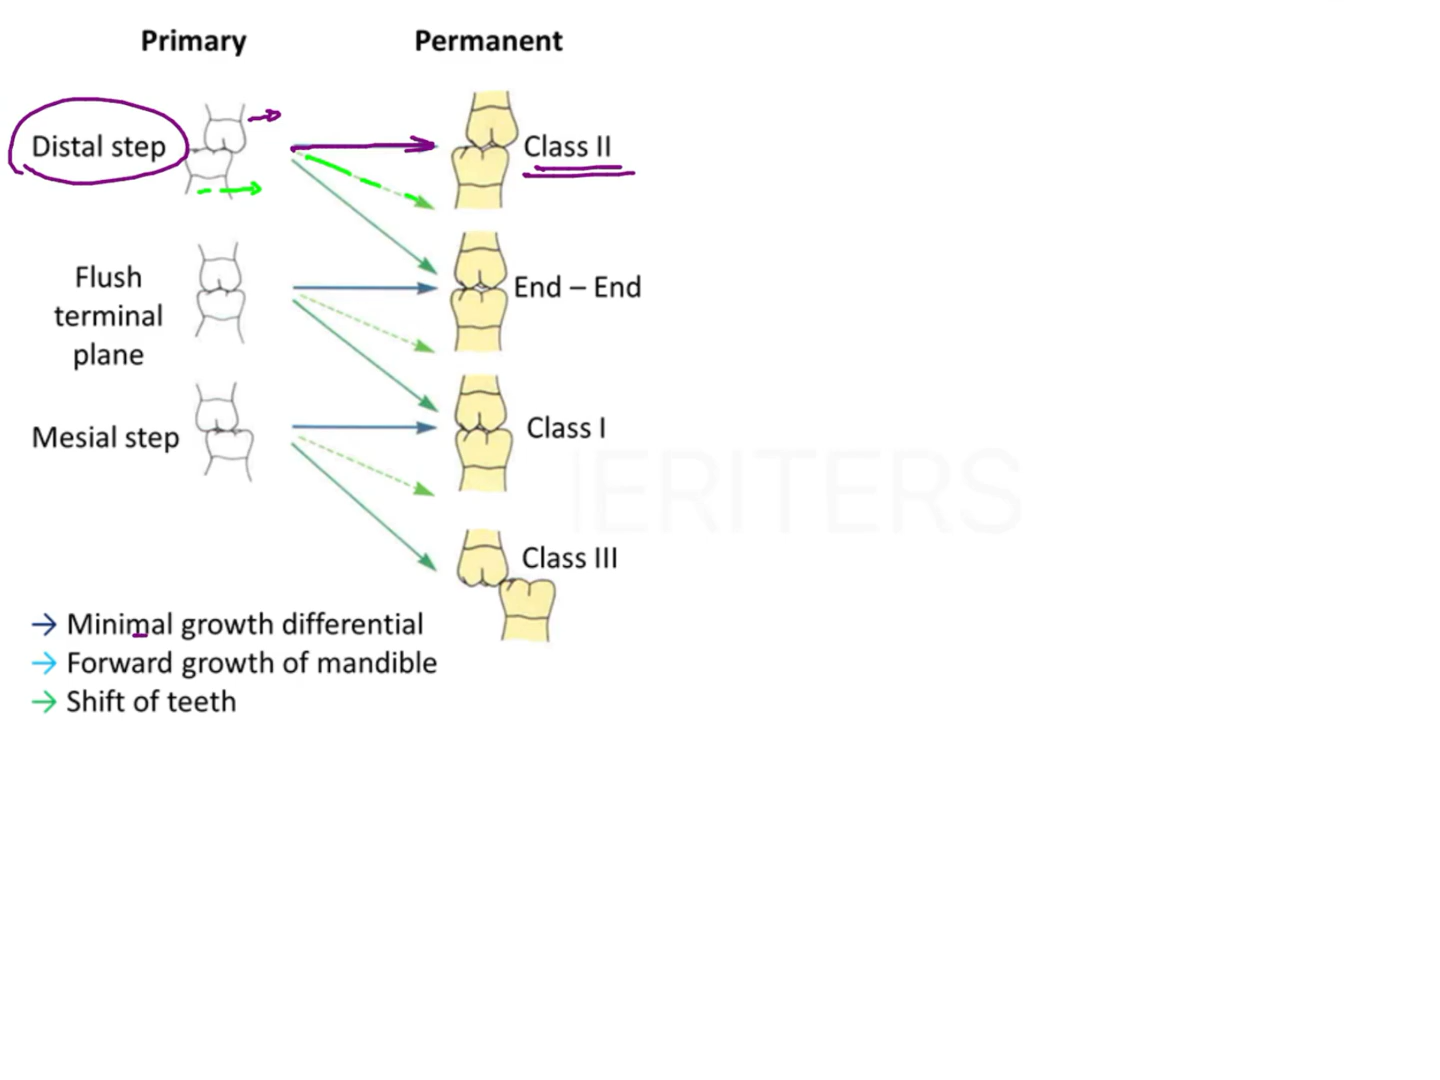 Primary
Permanent
Distal step
Class II
Flush
terminal
plane
End – End
Mesial step
Class I
Class III
→ Minimal growth differential
→ Forward growth of mandible
→ Shift of teeth